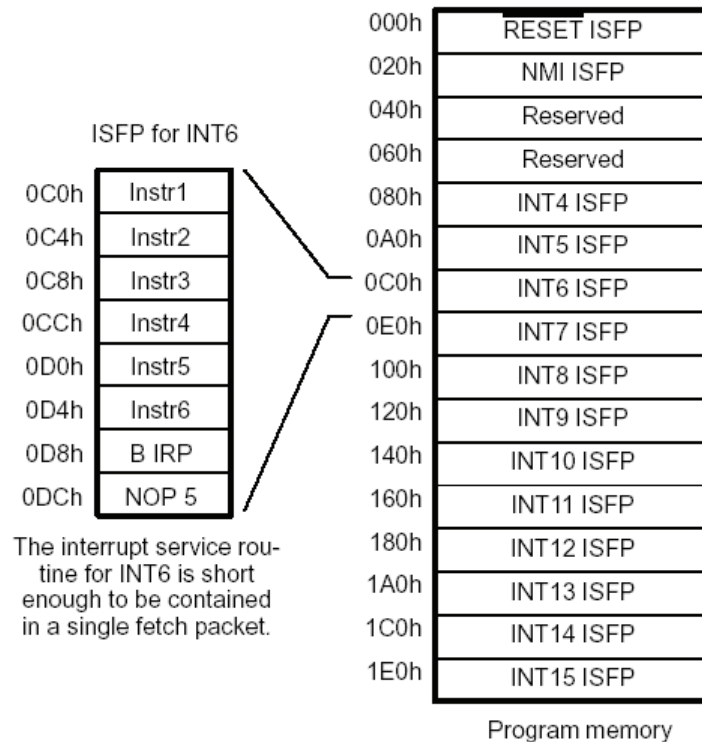 ISFP for INT6
0C0h Instr1
0C4h Instr2
0C8h Instr3
0CCh Instr4
0D0h Instr5
0D4h Instr6
0D8h B IRP
0DCh NOP 5
The interrupt service rou-
tine for INT6 is short
enough to be contained
in a single fetch packet.
000h RESET ISFP
020h NMI ISFP
040h Reserved
060h Reserved
080h INT4 ISFP
0A0h INT5 ISFP
0C0h INT6 ISFP
0E0h INT7 ISFP
100h INT8 ISFP
120h INT9 ISFP
140h INT10 ISFP
160h INT11 ISFP
180h INT12 ISFP
1A0h INT13 ISFP
1C0h INT14 ISFP
1E0h INT15 ISFP
Program memory